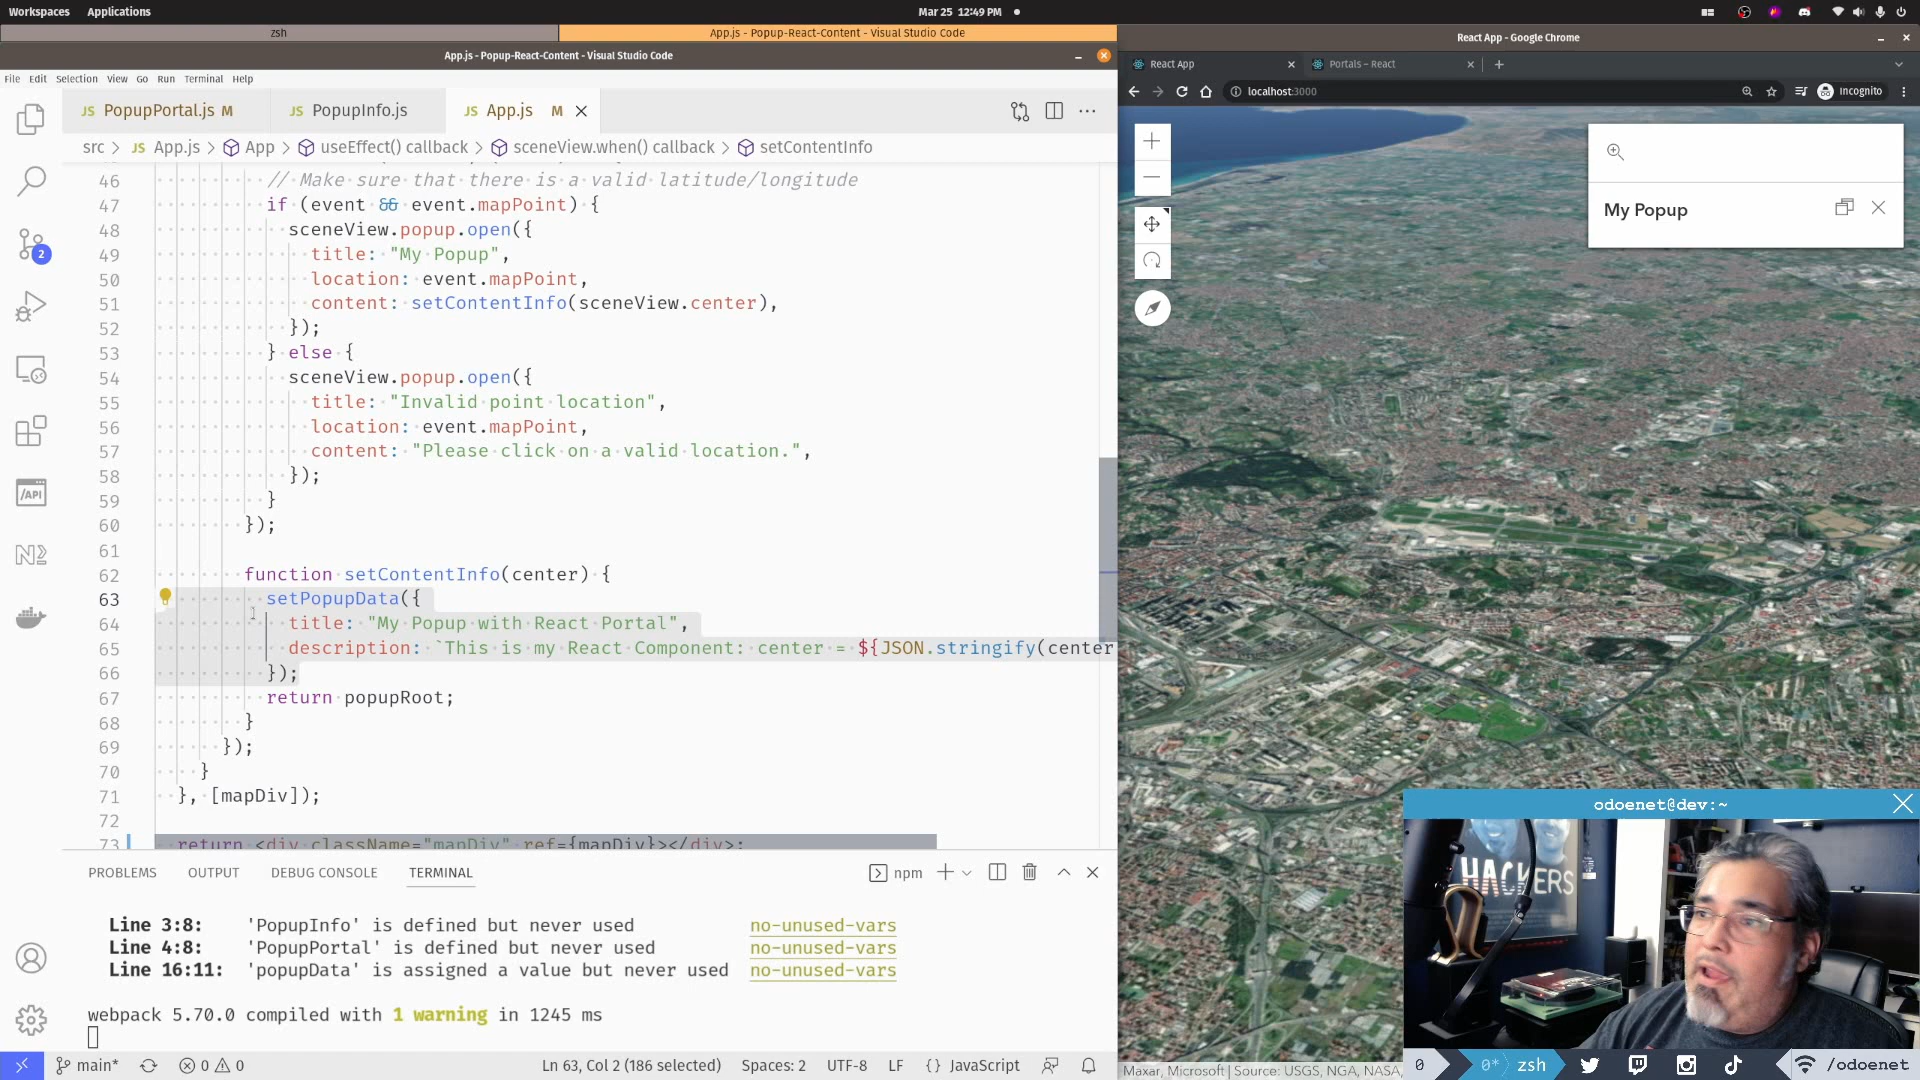 Workspaces Applications Mar 25 12:49 PM
zsh App.js - Popup-React-Content - Visual Studio Code
App.js - Popup-React-Content - Visual Studio Code
File Edit Selection View Go Run Terminal Help
JS PopupPortal.js M JS PopupInfo.js JS App.js M
src > JS App.js > App > useEffect() callback > sceneView.when() callback > setContentInfo
46 // Make sure that there is a valid latitude/longitude
47 if (event && event.mapPoint) {
48 sceneView.popup.open({
49 title: "My Popup",
50 location: event.mapPoint,
51 content: setContentInfo(sceneView.center),
52 });
53 } else {
54 sceneView.popup.open({
55 title: "Invalid point location",
56 location: event.mapPoint,
57 content: "Please click on a valid location.",
58 });
59 }
60 });
61
62 function setContentInfo(center) {
63 setPopupData({
64 title: "My Popup with React Portal",
65 description: `This is my React Component: center = ${JSON.stringify(center
66 });
67 return popupRoot;
68 }
69 });
70 }
71 }, [mapDiv]);
72
73 return <div className="mapDiv" ref={mapDiv}></div>;
2
/API
PROBLEMS OUTPUT DEBUG CONSOLE TERMINAL npm
Line 3:8: 'PopupInfo' is defined but never used no-unused-vars
Line 4:8: 'PopupPortal' is defined but never used no-unused-vars
Line 16:11: 'popupData' is assigned a value but never used no-unused-vars
webpack 5.70.0 compiled with 1 warning in 1245 ms
main* 0 0 Ln 63, Col 2 (186 selected) Spaces: 2 UTF-8 LF {} JavaScript
React App - Google Chrome
React App Portals – React
localhost:3000 Incognito
My Popup
Maxar, Microsoft | Source: USGS, NGA, NASA,
odoenet@dev:~
HACKERS
0 0* zsh /odoenet